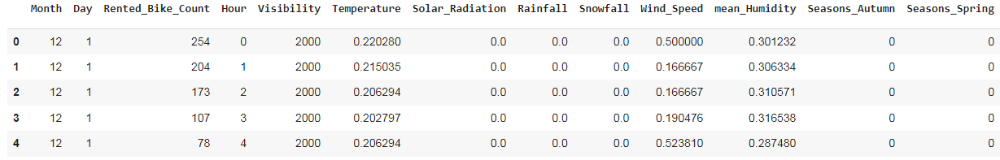 Month Day Rented_Bike_Count Hour Visibility Temperature Solar_Radiation Rainfall Snowfall Wind_Speed mean_Humidity Seasons_Autumn Seasons_Spring
0 12 1 254 0 2000 0.220280 0.0 0.0 0.0 0.500000 0.301232 0 0
1 12 1 204 1 2000 0.215035 0.0 0.0 0.0 0.166667 0.306334 0 0
2 12 1 173 2 2000 0.206294 0.0 0.0 0.0 0.166667 0.310571 0 0
3 12 1 107 3 2000 0.202797 0.0 0.0 0.0 0.190476 0.316538 0 0
4 12 1 78 4 2000 0.206294 0.0 0.0 0.0 0.523810 0.287480 0 0